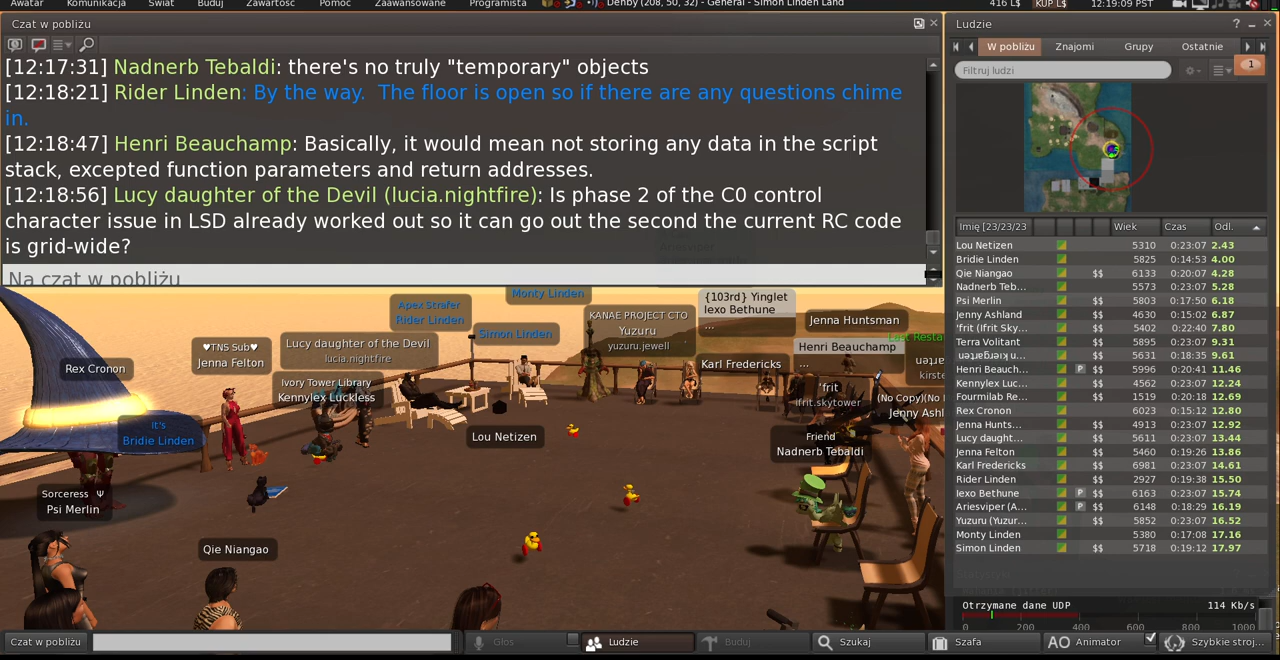 Awatar Komunikacja Świat Buduj Zawartość Pomoc Zaawansowane Programista Denby (208, 50, 32) - General - Simon Linden Land 416 L$ KUP L$ 12:19:09 PST
Czat w pobliżu
[12:17:31] Nadnerb Tebaldi: there's no truly "temporary" objects
[12:18:21] Rider Linden: By the way. The floor is open so if there are any questions chime
in.
[12:18:47] Henri Beauchamp: Basically, it would mean not storing any data in the script
stack, excepted function parameters and return addresses.
[12:18:56] Lucy daughter of the Devil (lucia.nightfire): Is phase 2 of the C0 control
character issue in LSD already worked out so it can go out the second the current RC code
is grid-wide?
Na czat w pobliżu
Monty Linden
Apex Strafer
Rider Linden
Simon Linden
KANAE PROJECT CTO
Yuzuru
yuzuru.jewell
{103rd} Yinglet
Iexo Bethune
...
Jenna Huntsman
Henri Beauchamp
...
Karl Fredericks
♥TNS Sub♥
Jenna Felton
Lucy daughter of the Devil
lucia.nightfire
Rex Cronon
Ivory Tower Library
Kennylex Luckless
'frit
ifrit.skytower
(No Copy)(No
Jenny Ashl
It's
Bridie Linden
Lou Netizen
Friend
Nadnerb Tebaldi
Sorceress Ψ
Psi Merlin
Qie Niangao
Ludzie
? _ ×
W pobliżu Znajomi Grupy Ostatnie
Filtruj ludzi
1
Imię [23/23/23 Wiek Czas Odl.
Lou Netizen 5310 0:23:07 2.43
Bridie Linden 5825 0:14:53 4.00
Qie Niangao $$ 6133 0:20:07 4.28
Nadnerb Teb... 5573 0:23:07 5.28
Psi Merlin $$ 5803 0:17:50 6.18
Jenny Ashland $$ 4630 0:15:02 6.87
'frit (Ifrit Sky... $$ 5402 0:22:40 7.80
Terra Volitant $$ 5895 0:23:07 9.31
$$ 5631 0:18:35 9.61
Henri Beauch... P $$ 5996 0:20:41 11.46
Kennylex Luc... $$ 4562 0:23:07 12.24
Fourmilab Re... $$ 1519 0:20:18 12.69
Rex Cronon 6023 0:15:12 12.80
Jenna Hunts... $$ 4913 0:23:07 12.92
Lucy daught... $$ 5611 0:23:07 13.44
Jenna Felton $$ 5460 0:19:26 13.86
Karl Fredericks $$ 6981 0:23:07 14.61
Rider Linden $$ 2927 0:19:38 15.50
Iexo Bethune P $$ 6163 0:23:07 15.74
Ariesviper (A... P $$ 6148 0:18:29 16.19
Yuzuru (Yuzur... $$ 5852 0:23:07 16.52
Monty Linden 5380 0:17:08 17.16
Simon Linden $$ 5718 0:19:12 17.97
Otrzymane dane UDP 114 Kb/s
0 200 400 600 800 1000
Czat w pobliżu Głos Ludzie Buduj Szukaj Szafa AO Animator Szybkie stroj...